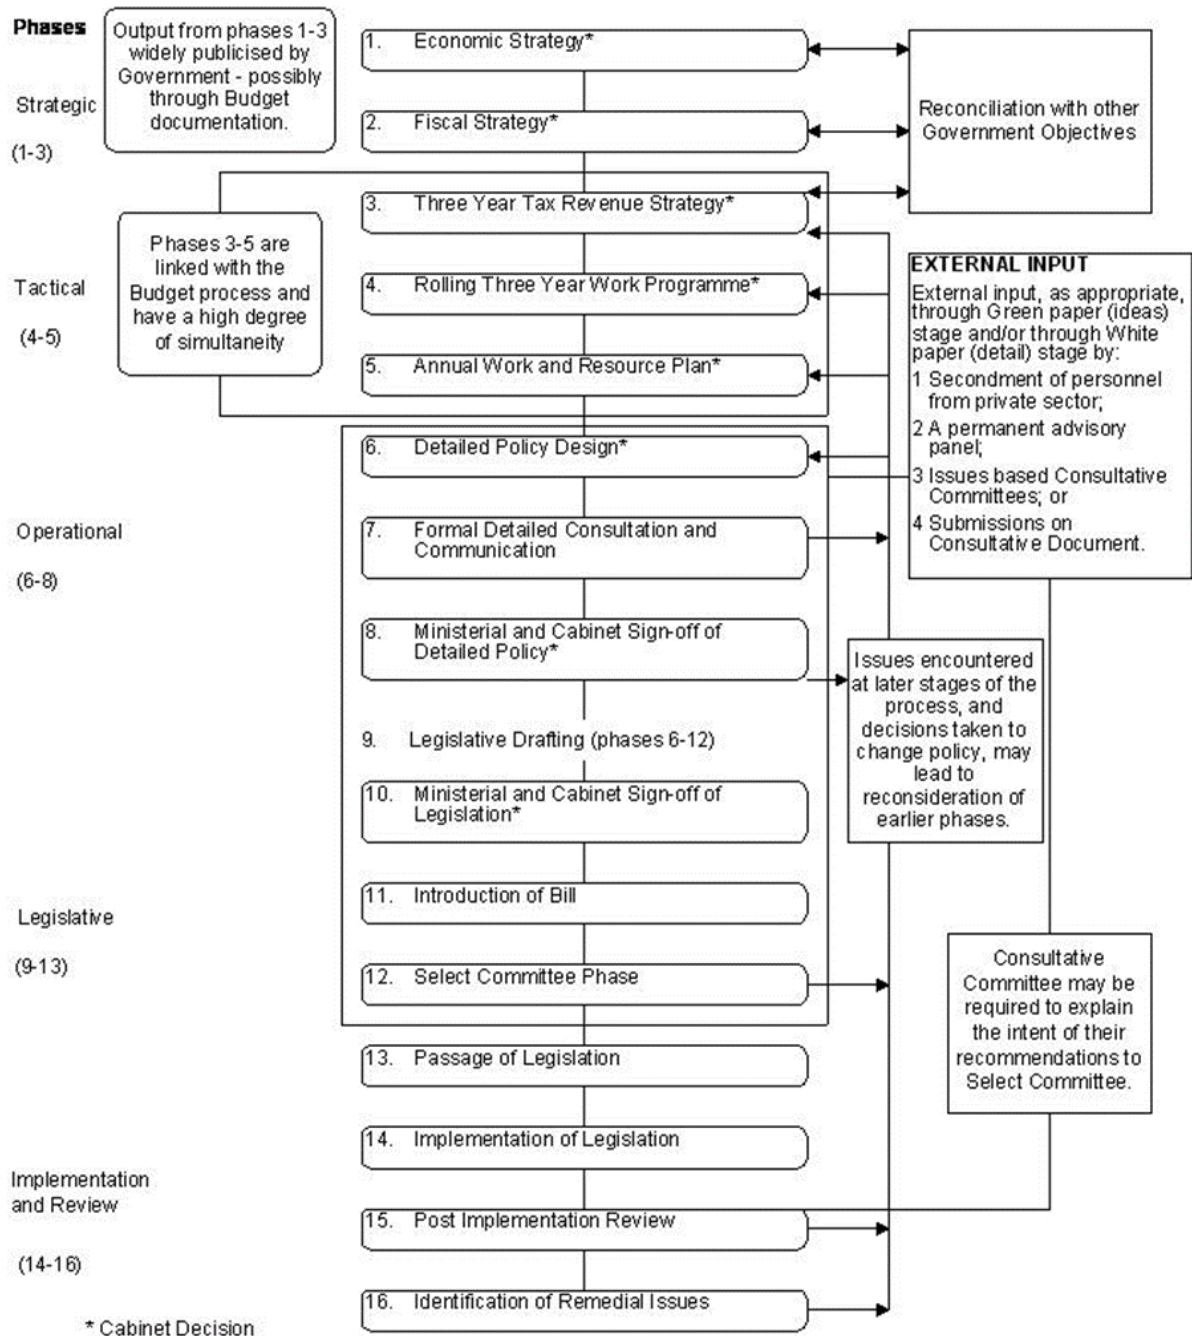 Phases
Output from phases 1-3
widely publicised by
Government - possibly
through Budget
documentation.
Strategic
(1-3)
1. Economic Strategy*
2. Fiscal Strategy*
Reconciliation with other
Government Objectives
3. Three Year Tax Revenue Strategy*
Phases 3-5 are
linked with the
Budget process and
have a high degree
of simultaneity
Tactical
(4-5)
4. Rolling Three Year Work Programme*
5. Annual Work and Resource Plan*
EXTERNAL INPUT
External input, as appropriate,
through Green paper (ideas)
stage and/or through White
paper (detail) stage by:
1 Secondment of personnel
from private sector;
2 A permanent advisory
panel;
3 Issues based Consultative
Committees; or
4 Submissions on
Consultative Document.
6. Detailed Policy Design*
Operational
(6-8)
7. Formal Detailed Consultation and
Communication
8. Ministerial and Cabinet Sign-off of
Detailed Policy*
Issues encountered
at later stages of the
process, and
decisions taken to
change policy, may
lead to
reconsideration of
earlier phases.
9. Legislative Drafting (phases 6-12)
10. Ministerial and Cabinet Sign-off of
Legislation*
11. Introduction of Bill
Legislative
(9-13)
12. Select Committee Phase
Consultative
Committee may be
required to explain
the intent of their
recommendations to
Select Committee.
13. Passage of Legislation
14. Implementation of Legislation
Implementation
and Review
(14-16)
15. Post Implementation Review
16. Identification of Remedial Issues
* Cabinet Decision